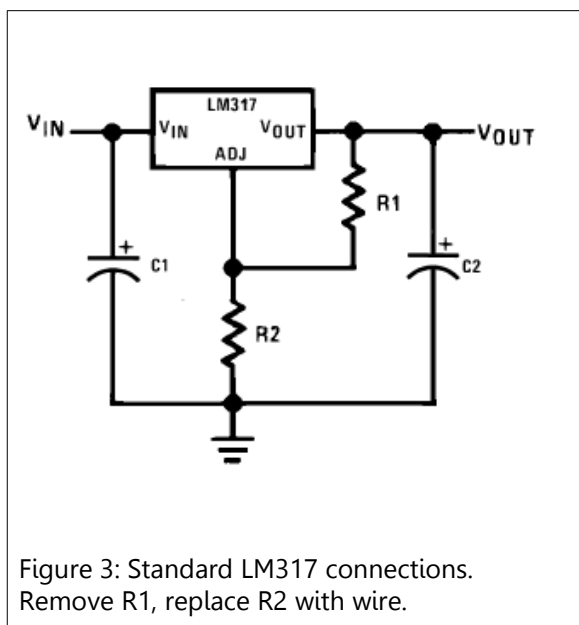 LM317
VIN
VIN
VOUT
VOUT
ADJ
R1
+
C1
+
C2
R2
Figure 3: Standard LM317 connections.
Remove R1, replace R2 with wire.